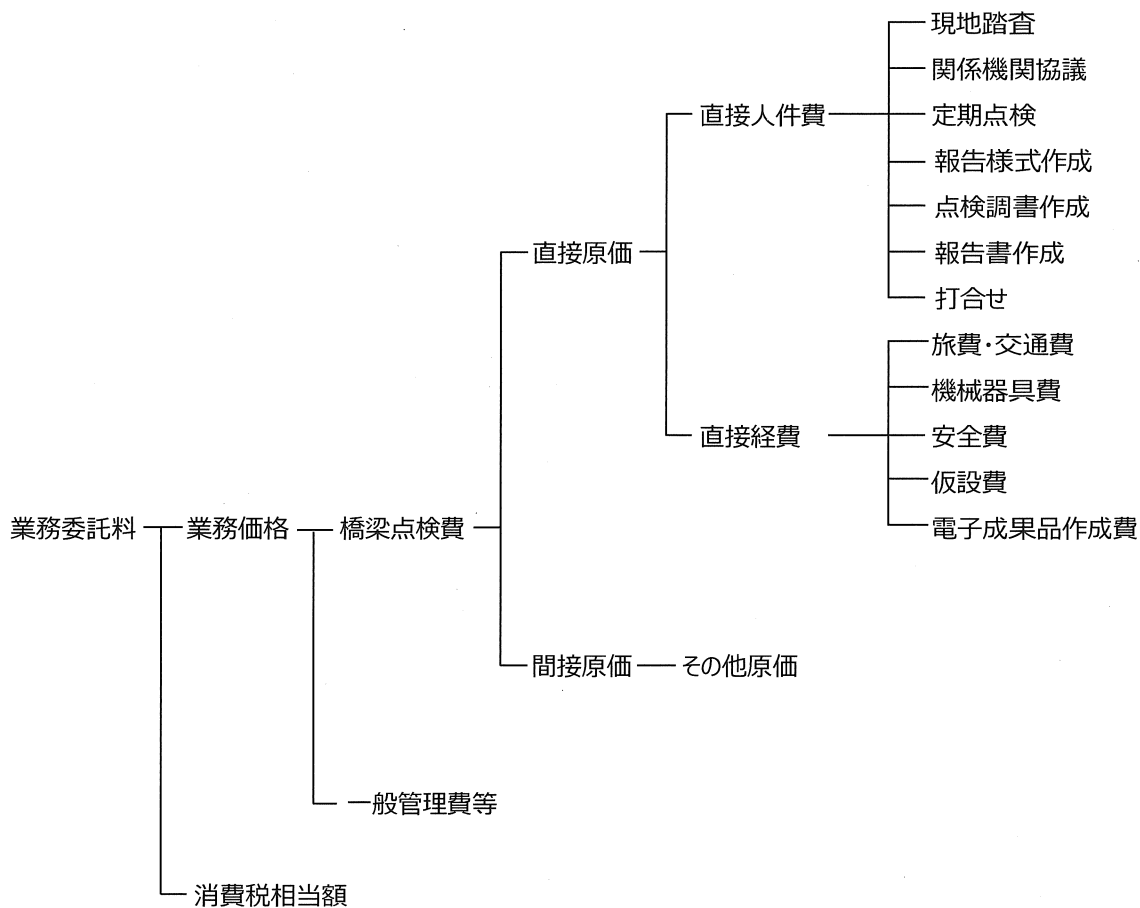 現地踏査
関係機関協議
直接人件費
定期点検
報告様式作成
点検調書作成
直接原価
報告書作成
打合せ
旅費・交通費
機械器具費
直接経費
安全費
仮設費
業務委託料
業務価格
橋梁点検費
電子成果品作成費
間接原価
その他原価
一般管理費等
消費税相当額